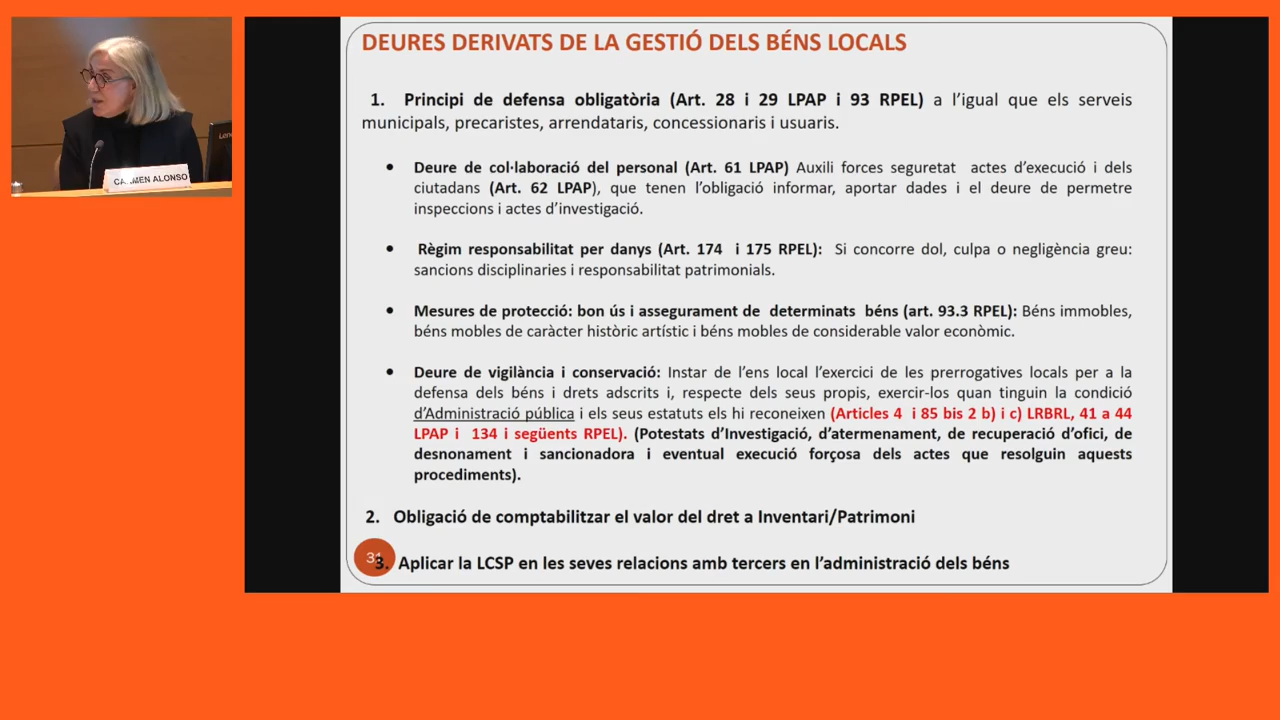 DEURES DERIVATS DE LA GESTIÓ DELS BÉNS LOCALS
1. Principi de defensa obligatòria (Art. 28 i 29 LPAP i 93 RPEL) a l’igual que els serveis
municipals, precaristes, arrendataris, concessionaris i usuaris.
• Deure de col·laboració del personal (Art. 61 LPAP) Auxili forces seguretat actes d’execució i dels
ciutadans (Art. 62 LPAP), que tenen l’obligació informar, aportar dades i el deure de permetre
inspeccions i actes d’investigació.
• Règim responsabilitat per danys (Art. 174 i 175 RPEL): Si concorre dol, culpa o negligència greu:
sancions disciplinaries i responsabilitat patrimonials.
• Mesures de protecció: bon ús i assegurament de determinats béns (art. 93.3 RPEL): Béns immobles,
béns mobles de caràcter històric artístic i béns mobles de considerable valor econòmic.
• Deure de vigilància i conservació: Instar de l’ens local l’exercici de les prerrogatives locals per a la
defensa dels béns i drets adscrits i, respecte dels seus propis, exercir-los quan tinguin la condició
d’Administració pública i els seus estatuts els hi reconeixen (Articles 4 i 85 bis 2 b) i c) LRBRL, 41 a 44
LPAP i 134 i següents RPEL). (Potestats d’Investigació, d’atermenament, de recuperació d’ofici, de
desnonament i sancionadora i eventual execució forçosa dels actes que resolguin aquests
procediments).
2. Obligació de comptabilitzar el valor del dret a Inventari/Patrimoni
3. Aplicar la LCSP en les seves relacions amb tercers en l’administració dels béns
CARMEN ALONSO